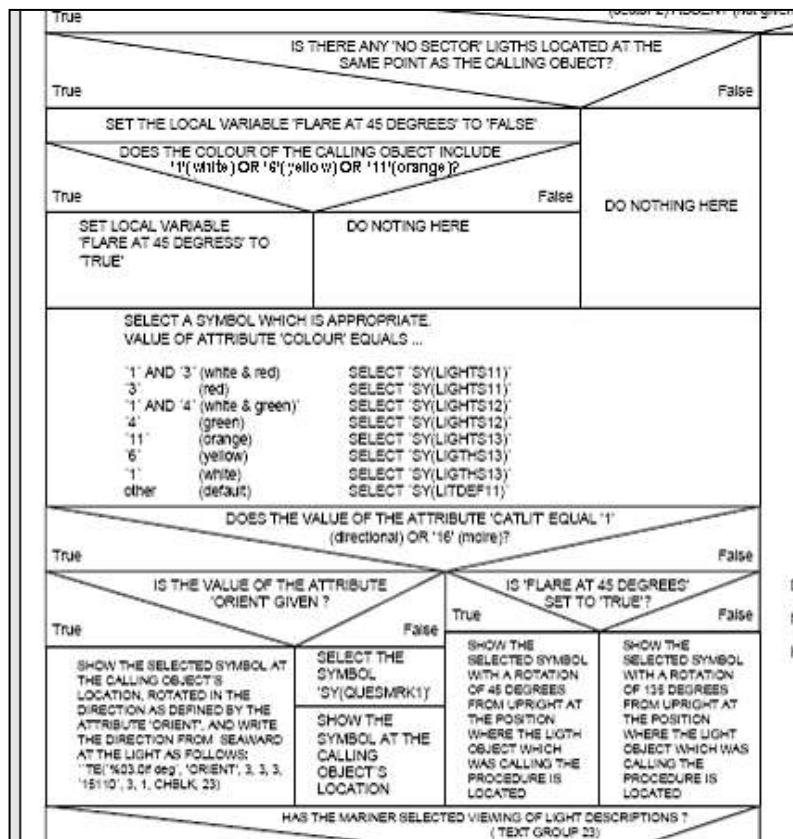 True
IS THERE ANY 'NO SECTOR' LIGTHS LOCATED AT THE
SAME POINT AS THE CALLING OBJECT?
True
False
SET THE LOCAL VARIABLE 'FLARE AT 45 DEGREES' TO 'FALSE'
DOES THE COLOUR OF THE CALLING OBJECT INCLUDE
'1'( white ) OR '6'( yellow) OR '11'(orange )?
True
False
DO NOTHING HERE
SET LOCAL VARIABLE
'FLARE AT 45 DEGRESS' TO
'TRUE'
DO NOTING HERE
SELECT A SYMBOL WHICH IS APPROPRIATE.
VALUE OF ATTRIBUTE 'COLOUR' EQUALS ...
'1' AND '3' (white & red) SELECT 'SY(LIGHTS11)'
'3' (red) SELECT 'SY(LIGHTS11)'
'1' AND '4' (white & green)' SELECT 'SY(LIGHTS12)'
'4' (green) SELECT 'SY(LIGHTS12)'
'11' (orange) SELECT 'SY(LIGHTS13)'
'6' (yellow) SELECT 'SY(LIGTHS13)'
'1' (white) SELECT 'SY(LIGTHS13)'
other (default) SELECT 'SY(LITDEF11)'
DOES THE VALUE OF THE ATTRIBUTE 'CATLIT' EQUAL '1'
(directional) OR '16' (moire)?
True
False
IS THE VALUE OF THE ATTRIBUTE
'ORIENT' GIVEN ?
True
False
IS 'FLARE AT 45 DEGREES'
SET TO 'TRUE'?
True
False
SHOW THE SELECTED SYMBOL AT
THE CALLING OBJECT'S
LOCATION, ROTATED IN THE
DIRECTION AS DEFINED BY THE
ATTRIBUTE 'ORIENT', AND WRITE
THE DIRECTION FROM SEAWARD
AT THE LIGHT AS FOLLOWS:
'TE('%03.0lf deg', 'ORIENT', 3, 3, 3,
'15110', 3, 1, CHBLK, 23)
SELECT THE
SYMBOL
'SY(QUESMRK1)'
SHOW THE
SYMBOL AT THE
CALLING
OBJECT'S
LOCATION
SHOW THE
SELECTED SYMBOL
WITH A ROTATION
OF 45 DEGREES
FROM UPRIGHT AT
THE POSITION
WHERE THE LIGTH
OBJECT WHICH
WAS CALLING THE
PROCEDURE IS
LOCATED
SHOW THE
SELECTED SYMBOL
WITH A ROTATION
OF 135 DEGREES
FROM UPRIGHT AT
THE POSITION
WHERE THE LIGHT
OBJECT WHICH WAS
CALLING THE
PROCEDURE IS
LOCATED
HAS THE MARINER SELECTED VIEWING OF LIGHT DESCRIPTIONS ?
( TEXT GROUP 23)